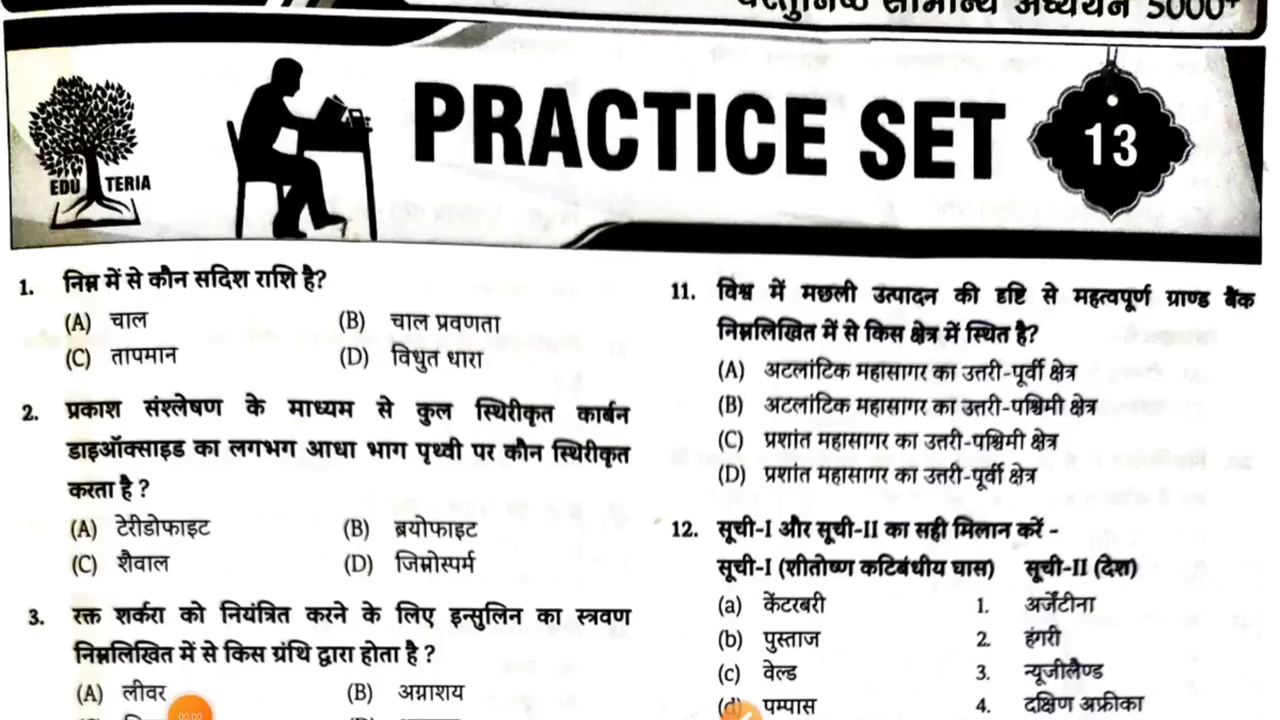 वस्तुनिष्ठ सामान्य अध्ययन 5000+
EDU TERIA
PRACTICE SET
13
1. निम्न में से कौन सदिश राशि है?
(A) चाल (B) चाल प्रवणता
(C) तापमान (D) विधुत धारा
2. प्रकाश संश्लेषण के माध्यम से कुल स्थिरीकृत कार्बन
डाइऑक्साइड का लगभग आधा भाग पृथ्वी पर कौन स्थिरीकृत
करता है ?
(A) टेरीडोफाइट (B) ब्रयोफाइट
(C) शैवाल (D) जिम्नोस्पर्म
3. रक्त शर्करा को नियंत्रित करने के लिए इन्सुलिन का स्त्रवण
निम्नलिखित में से किस ग्रंथि द्वारा होता है ?
(A) लीवर (B) अग्नाशय
00:00
11. विश्व में मछली उत्पादन की दृष्टि से महत्वपूर्ण ग्राण्ड बैंक
निम्नलिखित में से किस क्षेत्र में स्थित है?
(A) अटलांटिक महासागर का उत्तरी-पूर्वी क्षेत्र
(B) अटलांटिक महासागर का उत्तरी-पश्चिमी क्षेत्र
(C) प्रशांत महासागर का उत्तरी-पश्चिमी क्षेत्र
(D) प्रशांत महासागर का उत्तरी-पूर्वी क्षेत्र
12. सूची-I और सूची-II का सही मिलान करें -
सूची-I (शीतोष्ण कटिबंधीय घास) सूची-II (देश)
(a) केंटरबरी 1. अर्जेंटीना
(b) पुस्ताज 2. हंगरी
(c) वेल्ड 3. न्यूजीलैण्ड
(d) पम्पास 4. दक्षिण अफ्रीका